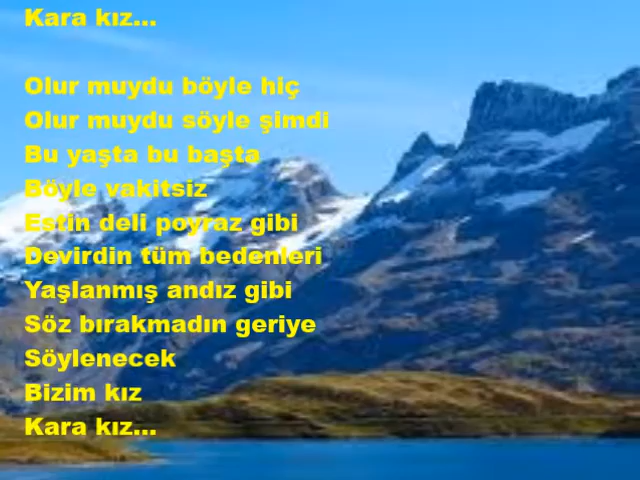 Kara kız...
Olur muydu böyle hiç
Olur muydu söyle şimdi
Bu yaşta bu başta
Böyle vakitsiz
Estin deli poyraz gibi
Devirdin tüm bedenleri
Yaşlanmış andız gibi
Söz bırakmadın geriye
Söylenecek
Bizim kız
Kara kız...